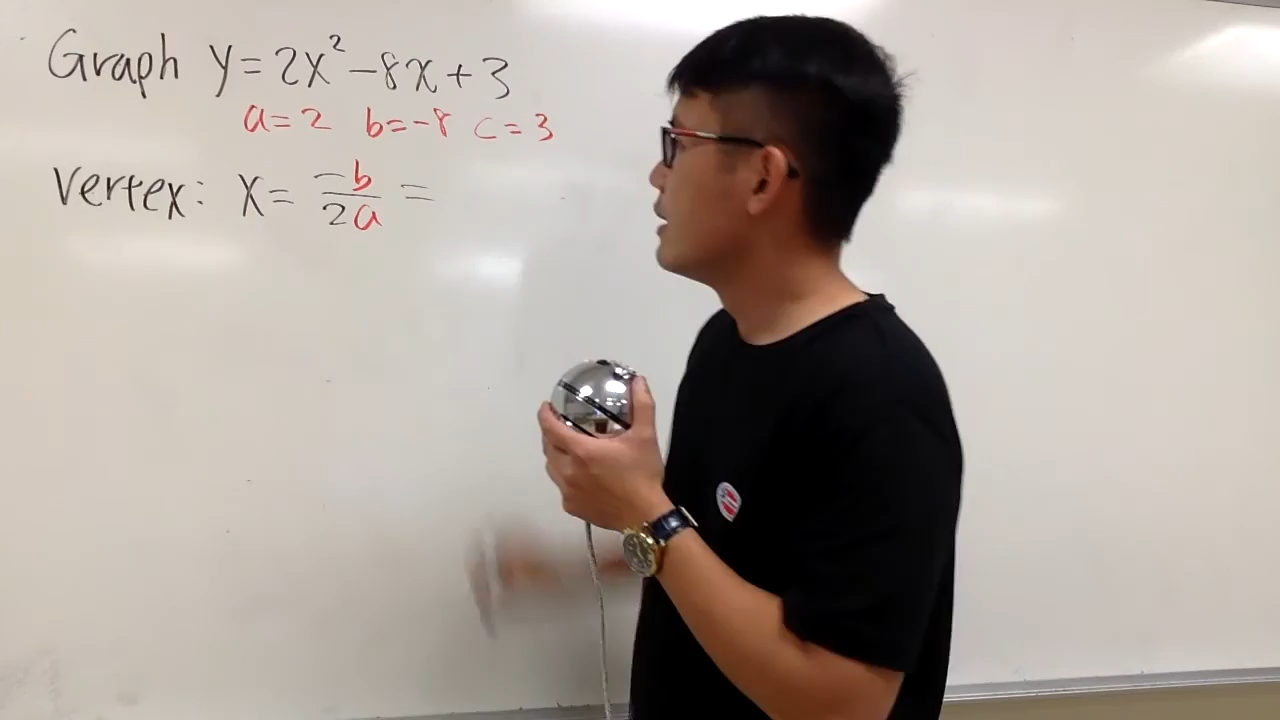 Graph y=2x²-8x+3
a=2 b=-8 c=3
Vertex: x= -b/2a =